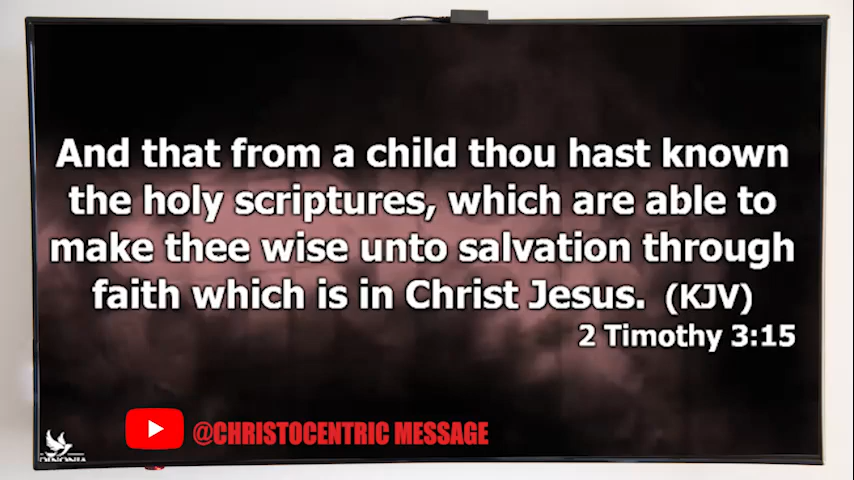 And that from a child thou hast known
the holy scriptures, which are able to
make thee wise unto salvation through
faith which is in Christ Jesus. (KJV)
2 Timothy 3:15
@CHRISTOCENTRIC MESSAGE